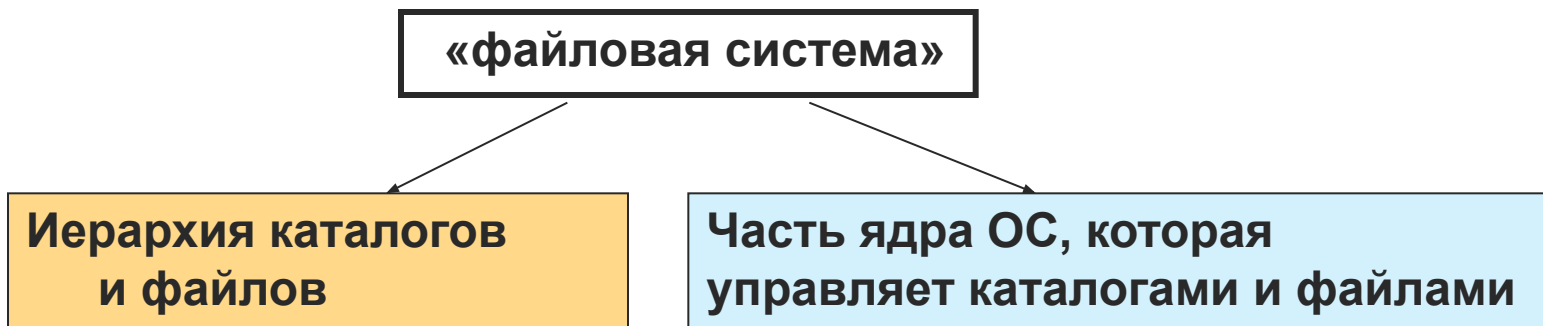 «файловая система»
Иерархия каталогов
и файлов
Часть ядра ОС, которая
управляет каталогами и файлами